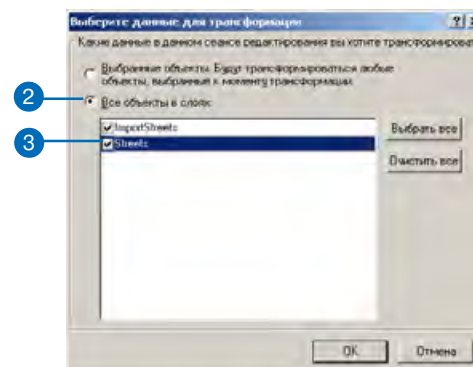 Выберите данные для трансформации
Какие данные в данном сеансе редактирования вы хотите трансформироват
Выбранные объекты. Будут трансформироваться любые
объекты, выбранные к моменту трансформации.
2
Все объекты в слоях:
3
ImportStreets
Streets
Выбрать все
Очистить все
OK
Отмена